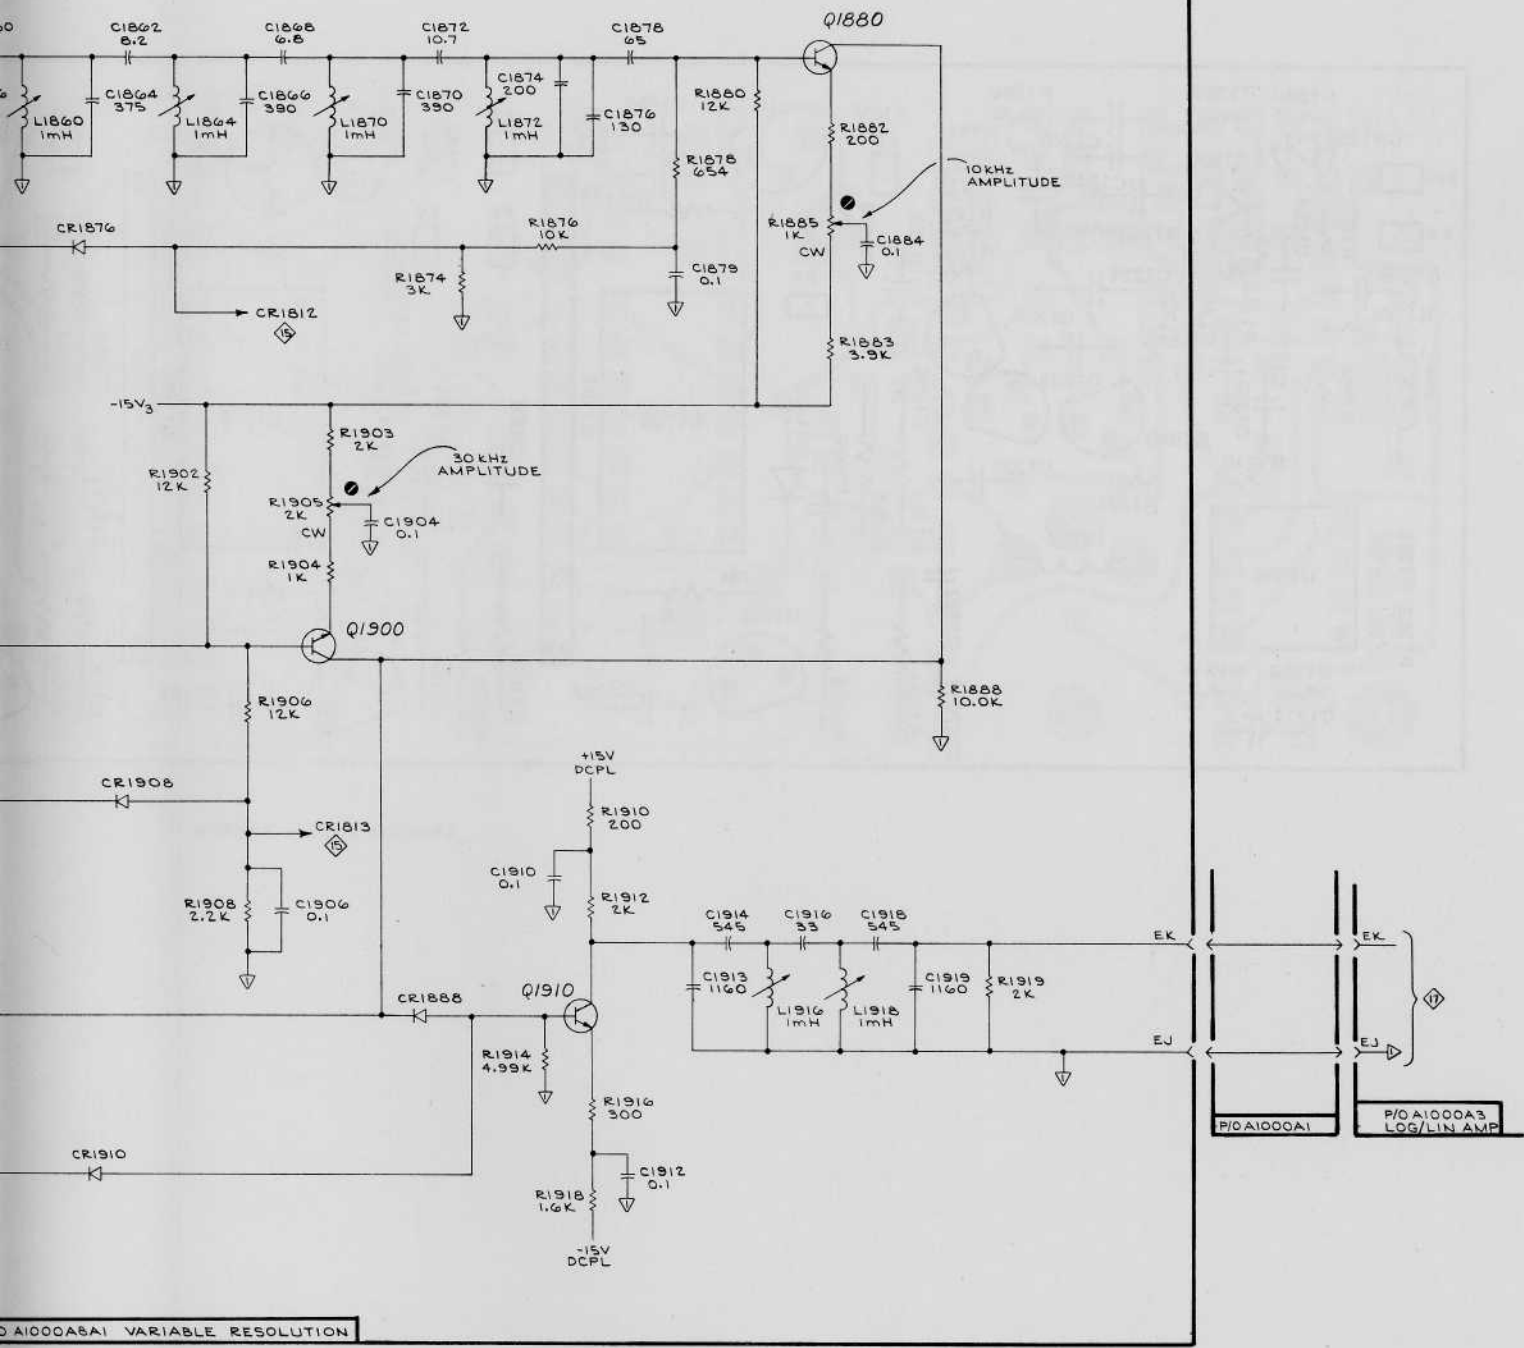 Q1880
C1862
8.2
C1868
6.8
C1872
10.7
C1878
65
C1864
375
L1860
1mH
C1866
390
L1864
1mH
C1870
390
L1870
1mH
C1874
200
L1872
1mH
C1876
130
R1880
12K
R1878
654
R1882
200
10KHz
AMPLITUDE
R1885
1K
CW
C1884
0.1
CR1876
R1876
10K
R1874
3K
C1879
0.1
CR1812
15
R1883
3.9K
-15V3
R1903
2K
30KHz
AMPLITUDE
R1902
12K
R1905
2K
CW
C1904
0.1
R1904
1K
Q1900
R1906
12K
R1888
10.0K
+15V
DCPL
CR1908
R1910
200
CR1813
15
C1910
0.1
R1912
2K
R1908
2.2K
C1906
0.1
C1914
545
C1916
33
C1918
545
EK
EK
C1913
1160
L1916
1mH
L1918
1mH
C1919
1160
R1919
2K
17
CR1888
Q1910
EJ
EJ
R1914
4.99K
R1916
300
P/O A1000A1
P/O A1000A3
LOG/LIN AMP
CR1910
C1912
0.1
R1918
1.6K
-15V
DCPL
A1000A8A1 VARIABLE RESOLUTION